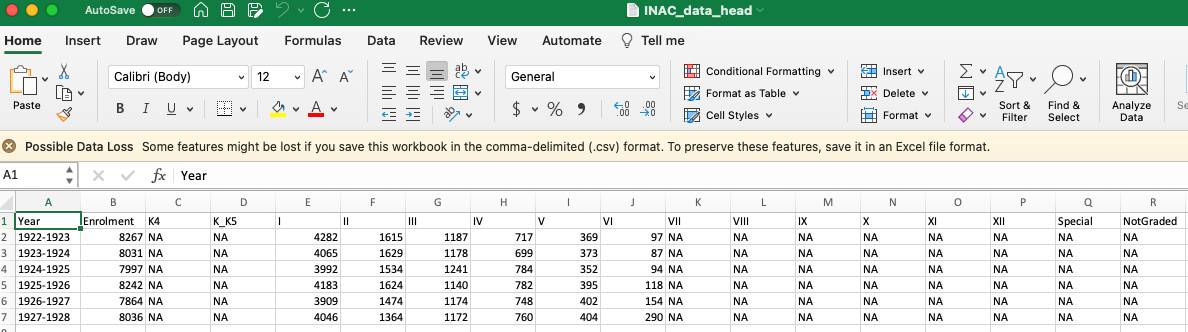 AutoSave OFF INAC_data_head
Home Insert Draw Page Layout Formulas Data Review View Automate Tell me
Paste
Calibri (Body) 12 A A
B I U A
ab
General
$ % 9
.00 .00
Conditional Formatting
Format as Table
Cell Styles
Insert
Delete
Format
Sort & Filter
Find & Select
Analyze Data
Possible Data Loss Some features might be lost if you save this workbook in the comma-delimited (.csv) format. To preserve these features, save it in an Excel file format.
A1 fx Year
A B C D E F G H I J K L M N O P Q R
1 Year Enrolment K4 K_K5 I II III IV V VI VII VIII IX X XI XII Special NotGraded
2 1922-1923 8267 NA NA 4282 1615 1187 717 369 97 NA NA NA NA NA NA NA NA
3 1923-1924 8031 NA NA 4065 1629 1178 699 373 87 NA NA NA NA NA NA NA NA
4 1924-1925 7997 NA NA 3992 1534 1241 784 352 94 NA NA NA NA NA NA NA NA
5 1925-1926 8242 NA NA 4183 1624 1140 782 395 118 NA NA NA NA NA NA NA NA
6 1926-1927 7864 NA NA 3909 1474 1174 748 402 154 NA NA NA NA NA NA NA NA
7 1927-1928 8036 NA NA 4046 1364 1172 760 404 290 NA NA NA NA NA NA NA NA